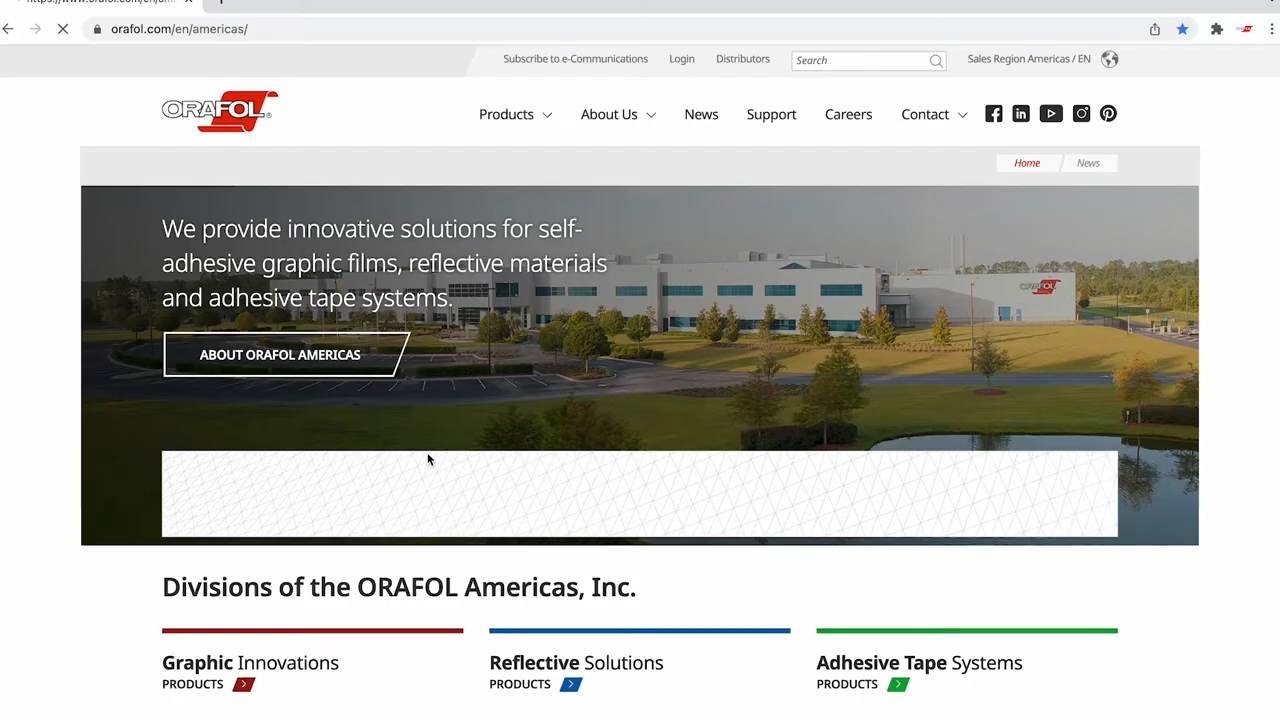 orafol.com/en/americas/
Subscribe to e-Communications
Login
Distributors
Search
Sales Region Americas / EN
ORAFOL®
Products
About Us
News
Support
Careers
Contact
Home
News
We provide innovative solutions for self-
adhesive graphic films, reflective materials
and adhesive tape systems.
ORAFOL
ABOUT ORAFOL AMERICAS
Divisions of the ORAFOL Americas, Inc.
Graphic Innovations
PRODUCTS
Reflective Solutions
PRODUCTS
Adhesive Tape Systems
PRODUCTS